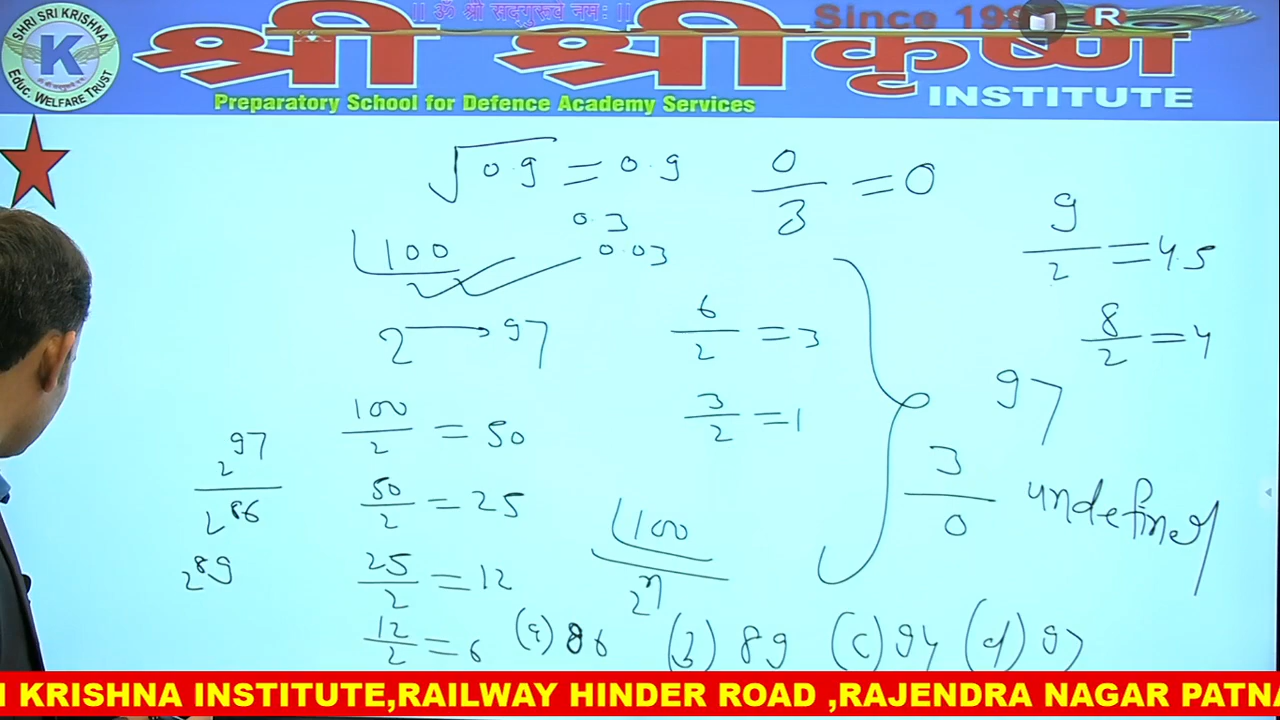 || ॐ श्री सद्गुरूवे नमः ||
SHRI SRI KRISHNA
K
Educ. WELFARE TRUST
श्री श्री कृष्ण
Since 199
R
Preparatory School for Defence Academy Services
INSTITUTE
√0.9 = 0.9
0.3
0.03
0/3 = 0
9/2 = 4.5
8/2 = 4
100
2 → 97
6/2 = 3
3/2 = 1
97
100/2 = 50
50/2 = 25
25/2 = 12
12/2 = 6
2^97/2^86
2^89
100/2^n
3/0 undefined
(a) 86 (b) 89 (c) 94 (d) 97
I KRISHNA INSTITUTE,RAILWAY HINDER ROAD ,RAJENDRA NAGAR PATNA